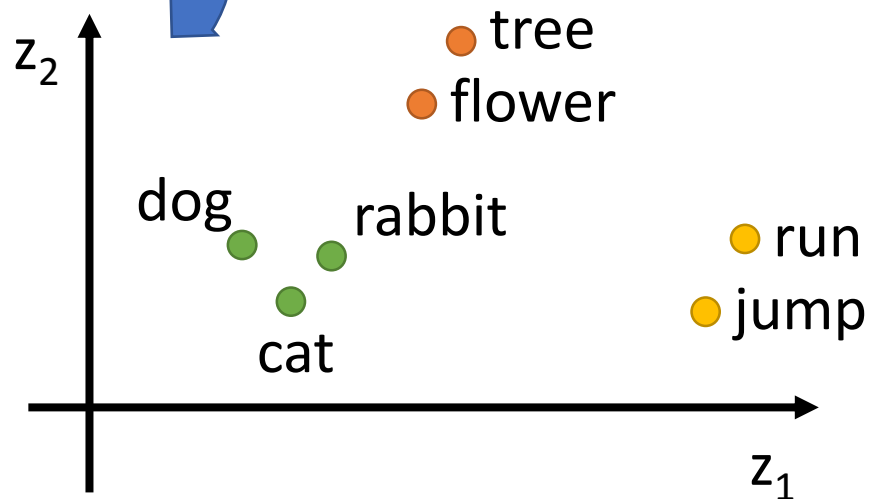 tree
z₂
flower
dog
rabbit
run
jump
cat
z₁